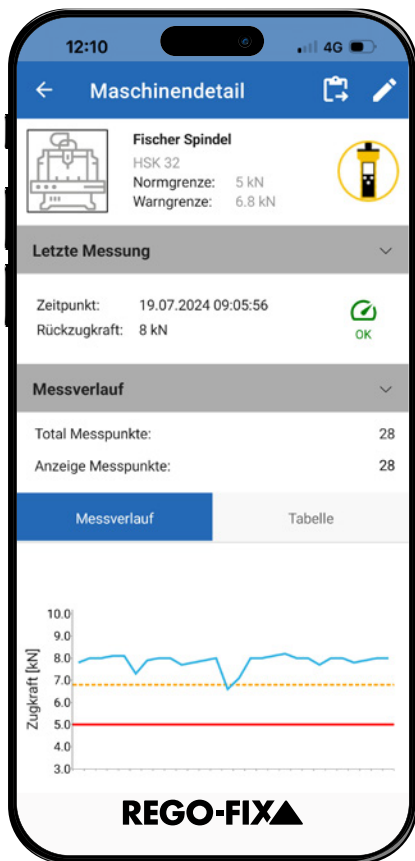 12:10
4G
Maschinendetail
Fischer Spindel
HSK 32
Normgrenze: 5 kN
Warngrenze: 6.8 kN
Letzte Messung
Zeitpunkt: 19.07.2024 09:05:56
Rückzugkraft: 8 kN
OK
Messverlauf
Total Messpunkte: 28
Anzeige Messpunkte: 28
Messverlauf Tabelle
Zugkraft [kN]
10.0
9.0
8.0
7.0
6.0
5.0
4.0
3.0
REGO-FIX